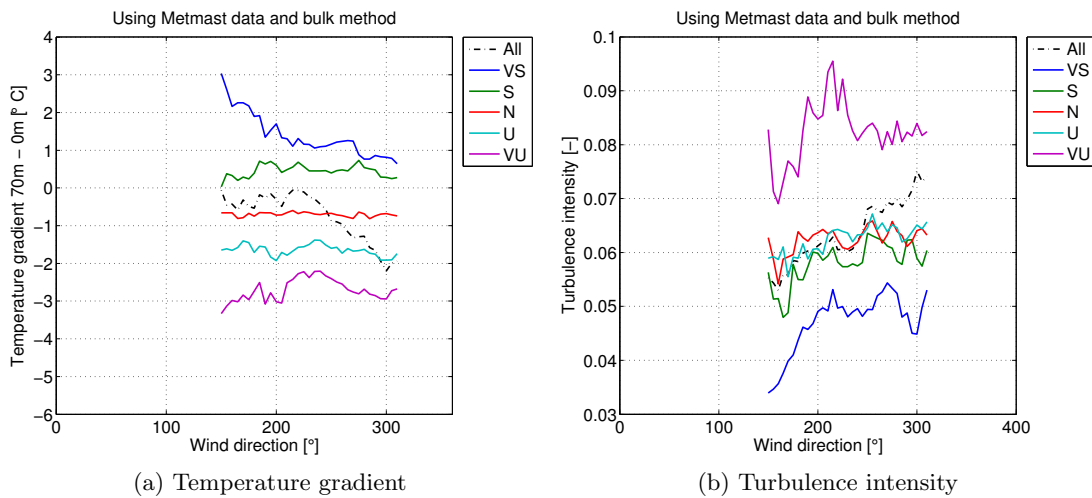 Using Metmast data and bulk method
4
3
2
1
0
−1
−2
−3
−4
−5
−6
Temperature gradient 70m − 0m [° C]
0
100
200
300
Wind direction [°]
All
VS
S
N
U
VU
(a) Temperature gradient
Using Metmast data and bulk method
0.1
0.09
0.08
0.07
0.06
0.05
0.04
0.03
Turbulence intensity [−]
0
100
200
300
400
Wind direction [°]
All
VS
S
N
U
VU
(b) Turbulence intensity